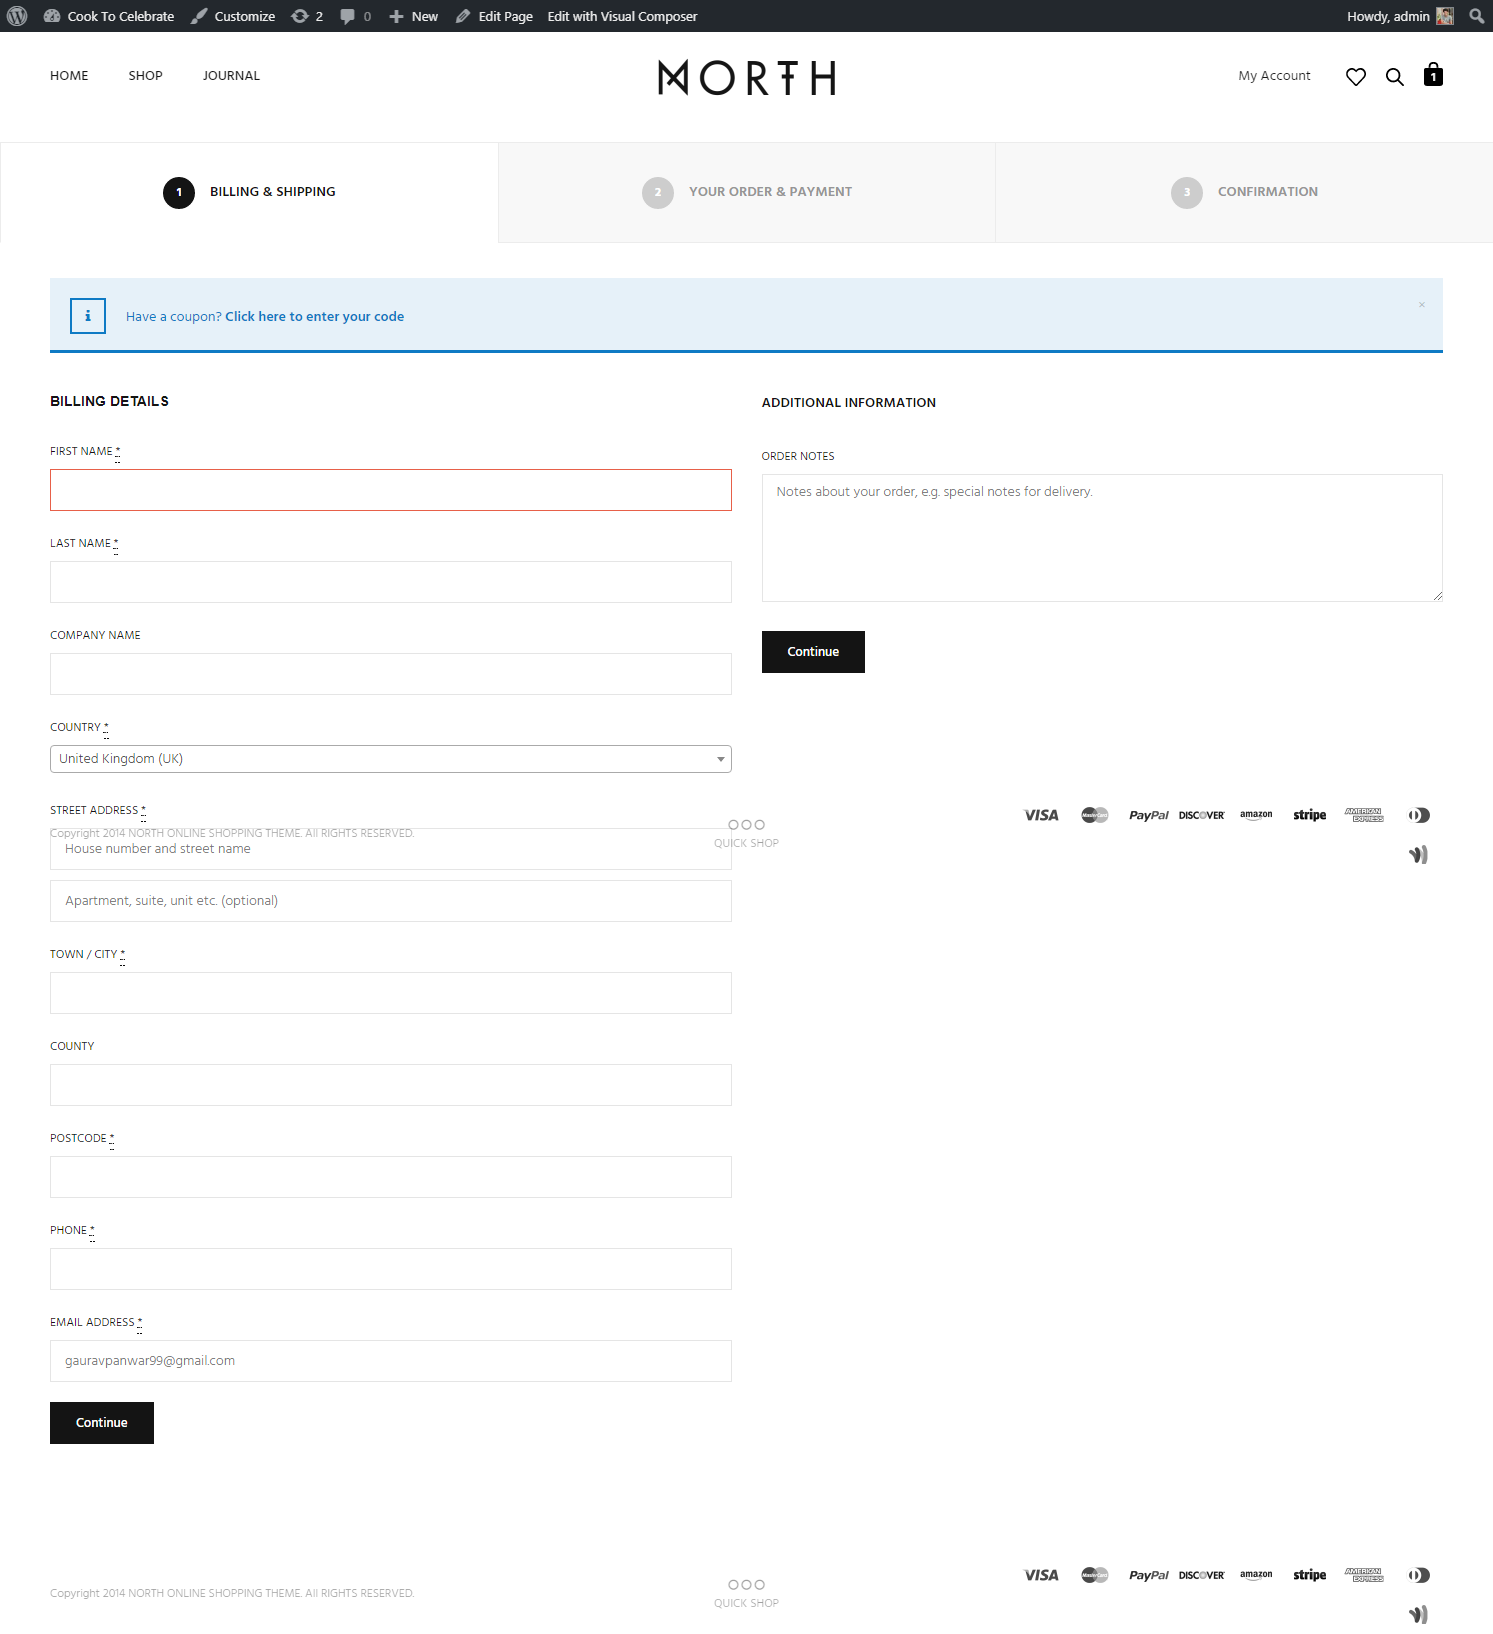 Cook To Celebrate Customize 2 0 New Edit Page Edit with Visual Composer Howdy, admin
HOME SHOP JOURNAL NORTH My Account 1
1 BILLING & SHIPPING 2 YOUR ORDER & PAYMENT 3 CONFIRMATION
Have a coupon? Click here to enter your code ×
BILLING DETAILS
FIRST NAME *
LAST NAME *
COMPANY NAME
COUNTRY *
United Kingdom (UK)
STREET ADDRESS *
House number and street name
Apartment, suite, unit etc. (optional)
TOWN / CITY *
COUNTY
POSTCODE *
PHONE *
EMAIL ADDRESS *
gauravpanwar99@gmail.com
Continue
ADDITIONAL INFORMATION
ORDER NOTES
Notes about your order, e.g. special notes for delivery.
Continue
Copyright 2014 NORTH ONLINE SHOPPING THEME. All RIGHTS RESERVED.
QUICK SHOP
VISA MasterCard PayPal DISCOVER amazon stripe AMERICAN EXPRESS
Copyright 2014 NORTH ONLINE SHOPPING THEME. All RIGHTS RESERVED.
QUICK SHOP
VISA MasterCard PayPal DISCOVER amazon stripe AMERICAN EXPRESS